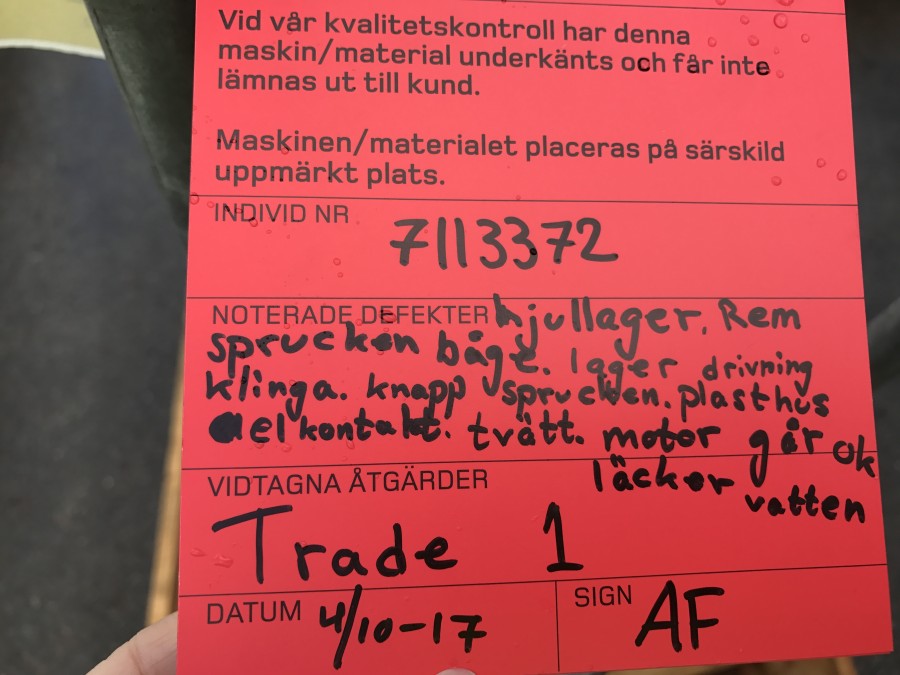 Vid vår kvalitetskontroll har denna
maskin/material underkänts och får inte
lämnas ut till kund.
Maskinen/materialet placeras på särskild
uppmärkt plats.
INDIVID NR 7113372
NOTERADE DEFEKTER hjullager. Rem
sprucken båge. lager drivning
klinga. knapp sprucken. plasthus
elkontakt. tvätt. motor går ok
läcker vatten
VIDTAGNA ÅTGÄRDER
Trade 1
DATUM 4/10-17 SIGN AF